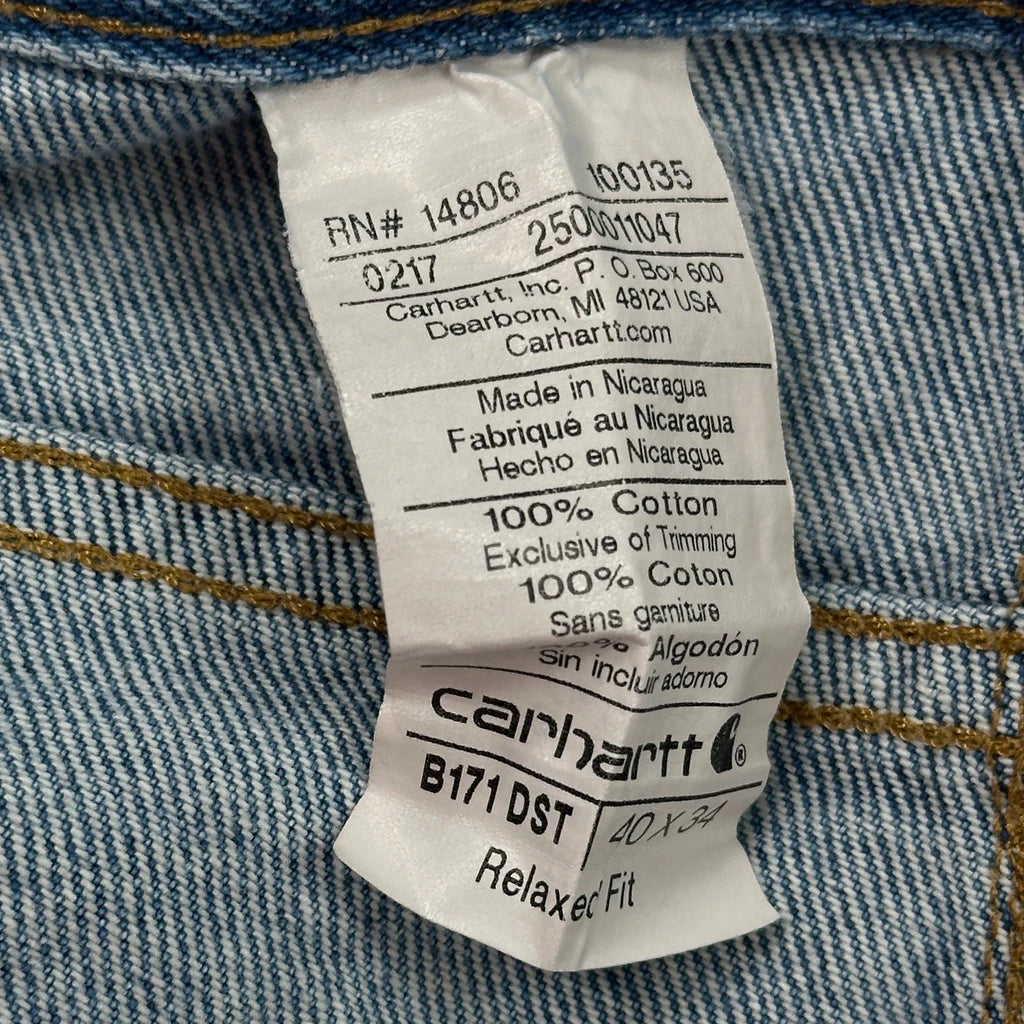 RN# 14806 100135
0217 2500011047
Carhartt, Inc. P. O. Box 600
Dearborn, MI 48121 USA
Carhartt.com
Made in Nicaragua
Fabriqué au Nicaragua
Hecho en Nicaragua
100% Cotton
Exclusive of Trimming
100% Coton
Sans garniture
Algodón
Sin incluir adorno
carhartt ®
B171 DST 40 X 34
Relaxed Fit